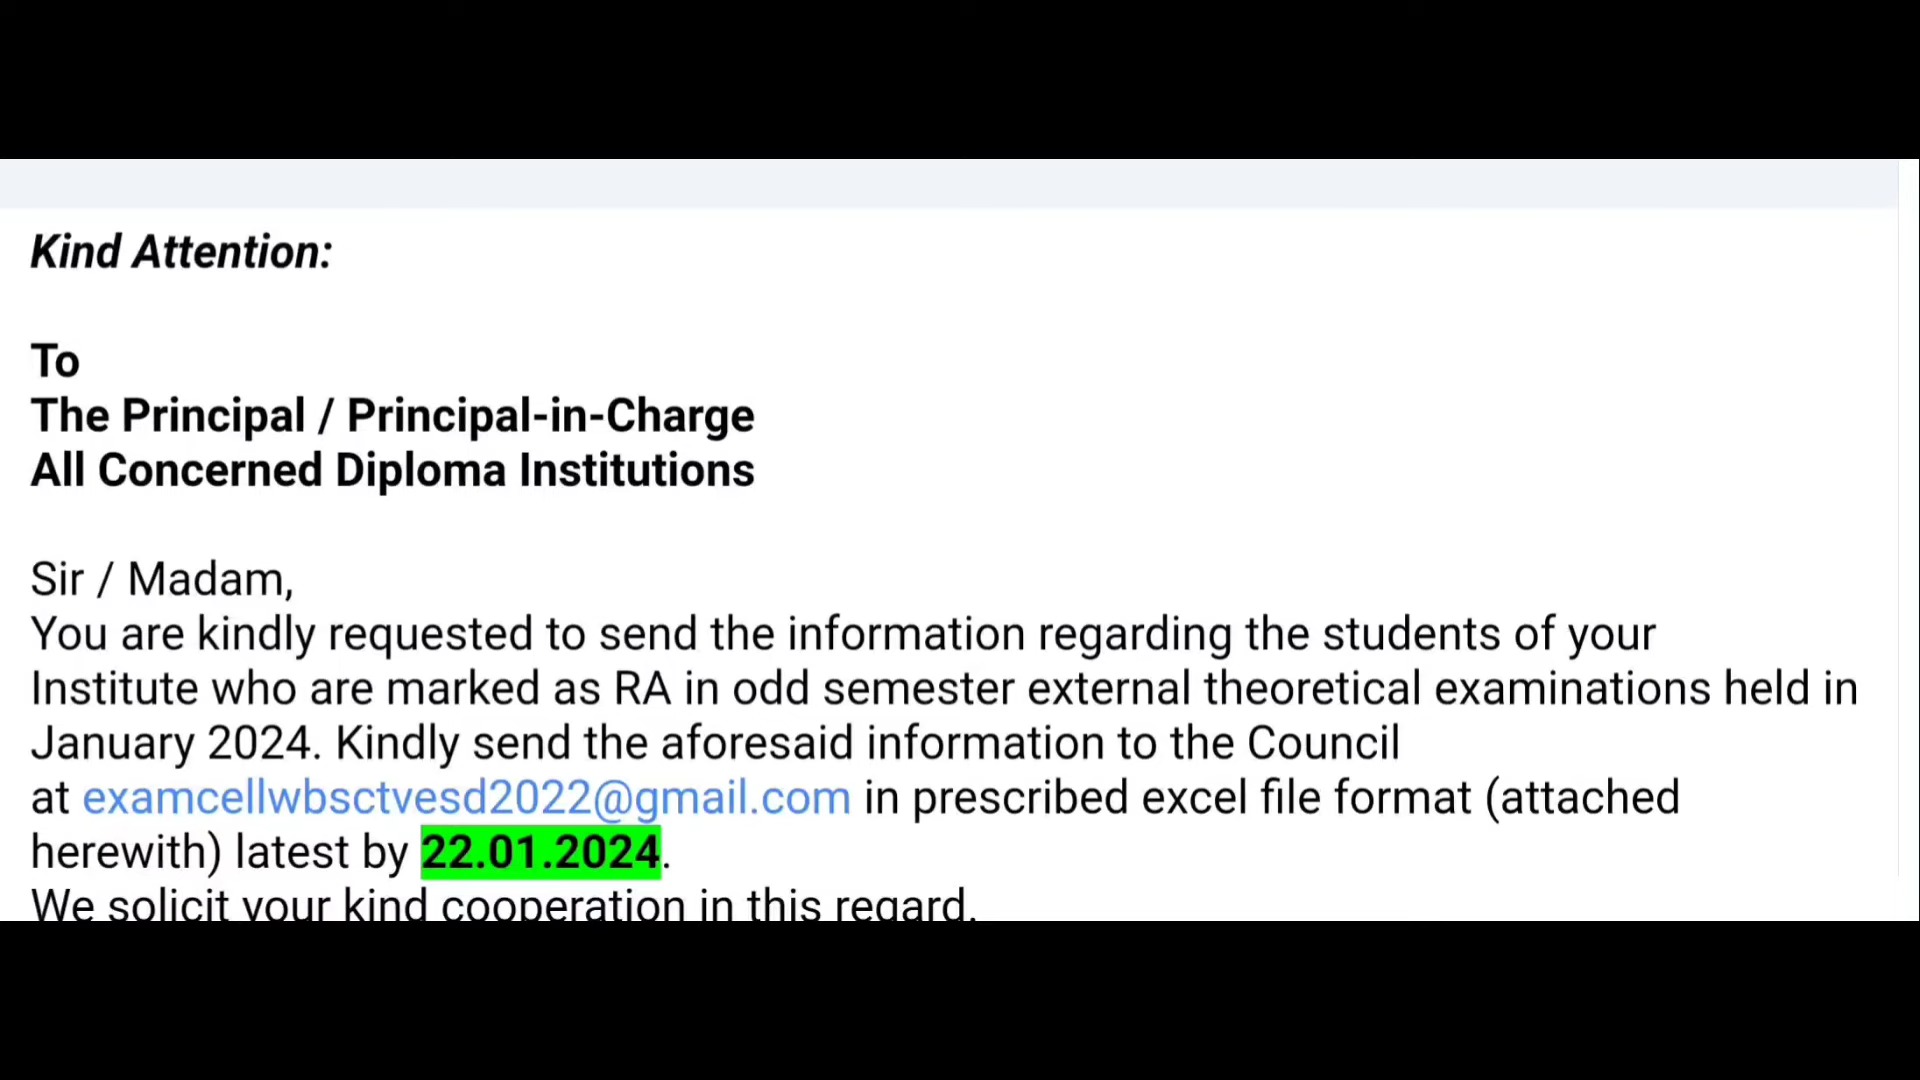 Kind Attention:
To
The Principal / Principal-in-Charge
All Concerned Diploma Institutions
Sir / Madam,
You are kindly requested to send the information regarding the students of your
Institute who are marked as RA in odd semester external theoretical examinations held in
January 2024. Kindly send the aforesaid information to the Council
at examcellwbsctvesd2022@gmail.com in prescribed excel file format (attached
herewith) latest by 22.01.2024.
We solicit your kind cooperation in this regard.